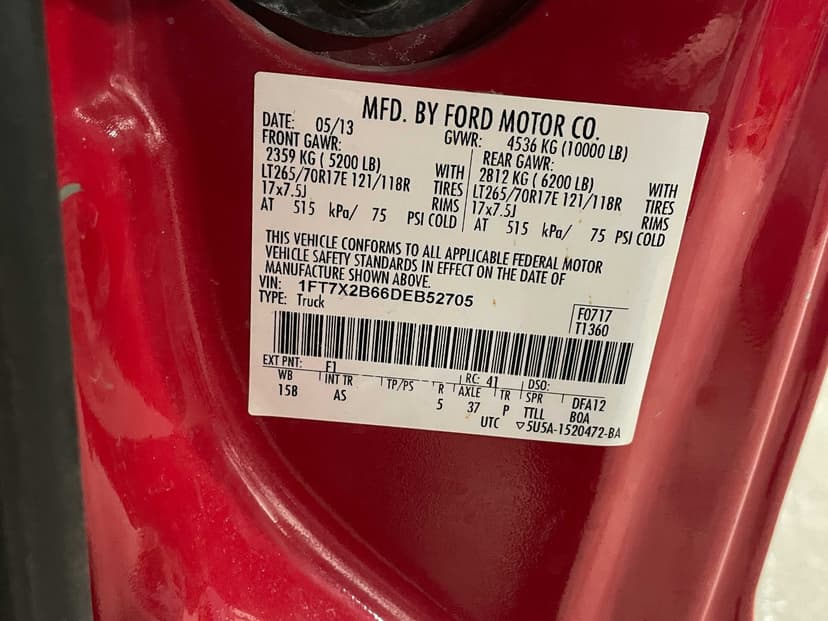 MFD. BY FORD MOTOR CO.
DATE: 05/13 GVWR: 4536 KG (10000 LB)
FRONT GAWR: REAR GAWR:
2359 KG ( 5200 LB) WITH 2812 KG ( 6200 LB) WITH
LT265/70R17E 121/118R TIRES LT265/70R17E 121/118R TIRES
17x7.5J RIMS 17x7.5J RIMS
AT 515 kPa/ 75 PSI COLD AT 515 kPa/ 75 PSI COLD
THIS VEHICLE CONFORMS TO ALL APPLICABLE FEDERAL MOTOR
VEHICLE SAFETY STANDARDS IN EFFECT ON THE DATE OF
MANUFACTURE SHOWN ABOVE.
VIN: 1FT7X2B66DEB52705
TYPE: Truck
F0717
T1360
EXT PNT: F1 RC: 41 DSO:
WB INT TR TP/PS R AXLE TR SPR DFA12
15B AS 5 37 P TTLL BOA
UTC ▽5U5A-1520472-BA